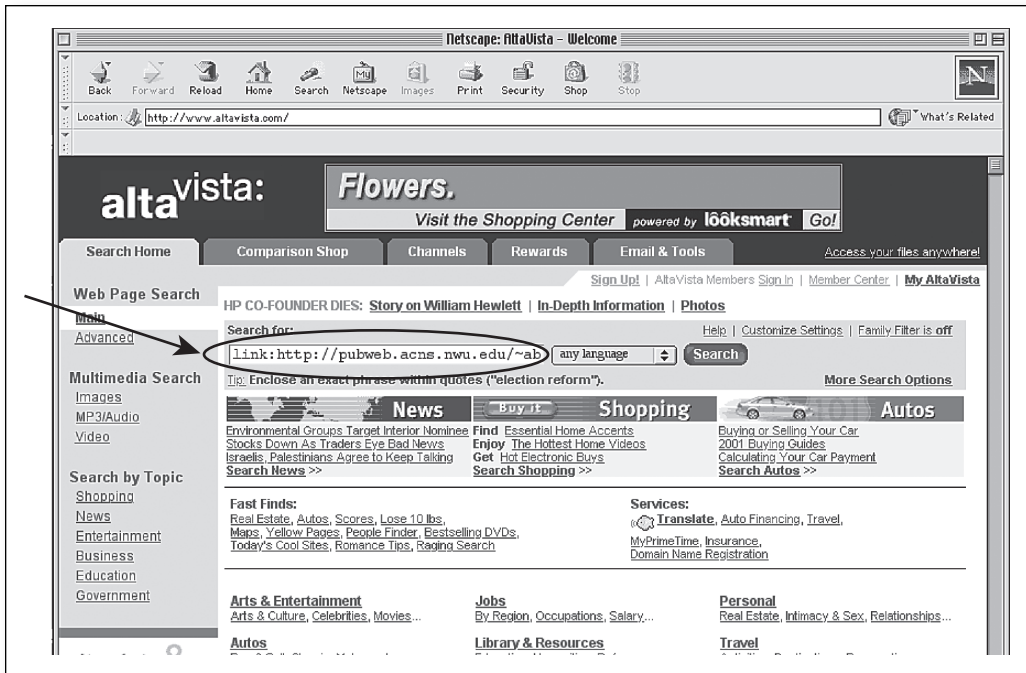 Netscape: AltaVista - Welcome
Back Forward Reload Home Search Netscape Images Print Security Shop Stop
My
N
Location: http://www.altavista.com/ What's Related
altavista:
Flowers.
Visit the Shopping Center powered by lôôksmart Go!
Search Home Comparison Shop Channels Rewards Email & Tools Access your files anywhere!
Sign Up! | AltaVista Members Sign In | Member Center | My AltaVista
Web Page Search
Main
Advanced
Multimedia Search
Images
MP3/Audio
Video
Search by Topic
Shopping
News
Entertainment
Business
Education
Government
HP CO-FOUNDER DIES: Story on William Hewlett | In-Depth Information | Photos
Search for: Help | Customize Settings | Family Filter is off
link:http://pubweb.acns.nwu.edu/~ab any language Search
Tip: Enclose an exact phrase within quotes ("election reform"). More Search Options
News
Environmental Groups Target Interior Nominee
Stocks Down As Traders Eye Bad News
Israelis, Palestinians Agree to Keep Talking
Search News >>
Buy it Shopping
Find Essential Home Accents
Enjoy The Hottest Home Videos
Get Hot Electronic Buys
Search Shopping >>
101 Autos
Buying or Selling Your Car
2001 Buying Guides
Calculating Your Car Payment
Search Autos >>
Fast Finds:
Real Estate, Autos, Scores, Lose 10 lbs,
Maps, Yellow Pages, People Finder, Bestselling DVDs,
Today's Cool Sites, Romance Tips, Raging Search
Services:
Translate, Auto Financing, Travel,
MyPrimeTime, Insurance,
Domain Name Registration
Arts & Entertainment
Arts & Culture, Celebrities, Movies...
Jobs
By Region, Occupations, Salary...
Personal
Real Estate, Intimacy & Sex, Relationships...
Autos
Library & Resources
Travel